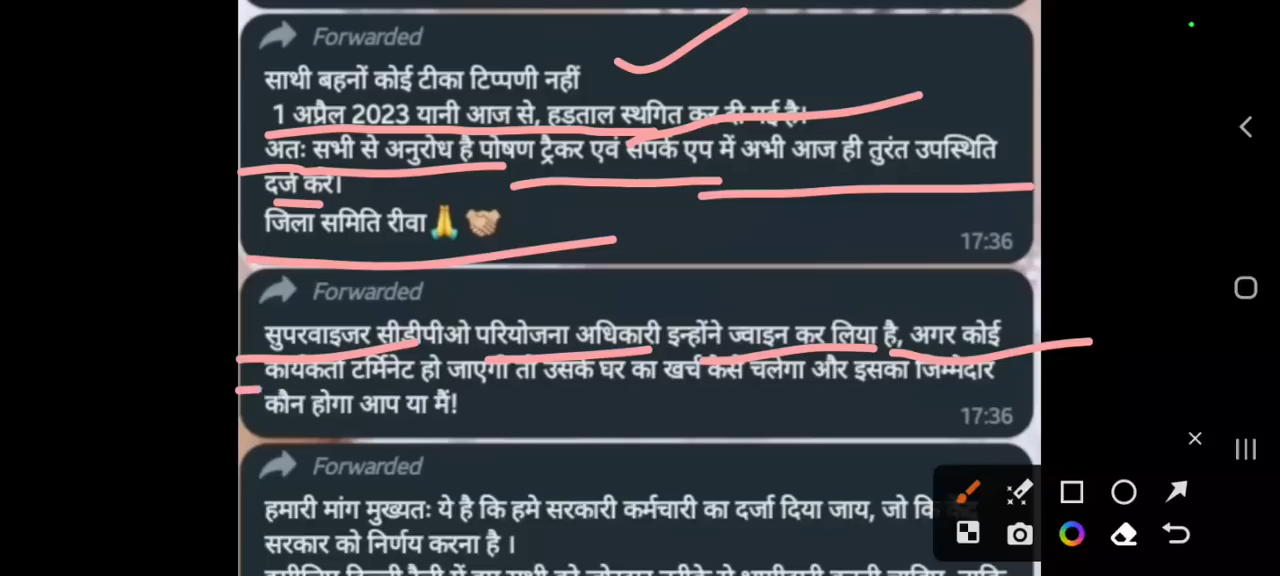 Forwarded
साथी बहनों कोई टीका टिप्पणी नहीं
1 अप्रैल 2023 यानी आज से, हडताल स्थगित कर दी गई है।
अतः सभी से अनुरोध है पोषण ट्रैकर एवं संपर्क एप में अभी आज ही तुरंत उपस्थिति
दर्ज करें।
जिला समिति रीवा🙏🤝
17:36
Forwarded
सुपरवाइजर सीडीपीओ परियोजना अधिकारी इन्होंने ज्वाइन कर लिया है, अगर कोई
कार्यकर्ता टर्मिनेट हो जाएगी तो उसके घर का खर्च कैसे चलेगा और इसका जिम्मेदार
कौन होगा आप या मैं!
17:36
Forwarded
हमारी मांग मुख्यतः ये है कि हमे सरकारी कर्मचारी का दर्जा दिया जाय, जो कि
सरकार को निर्णय करना है ।